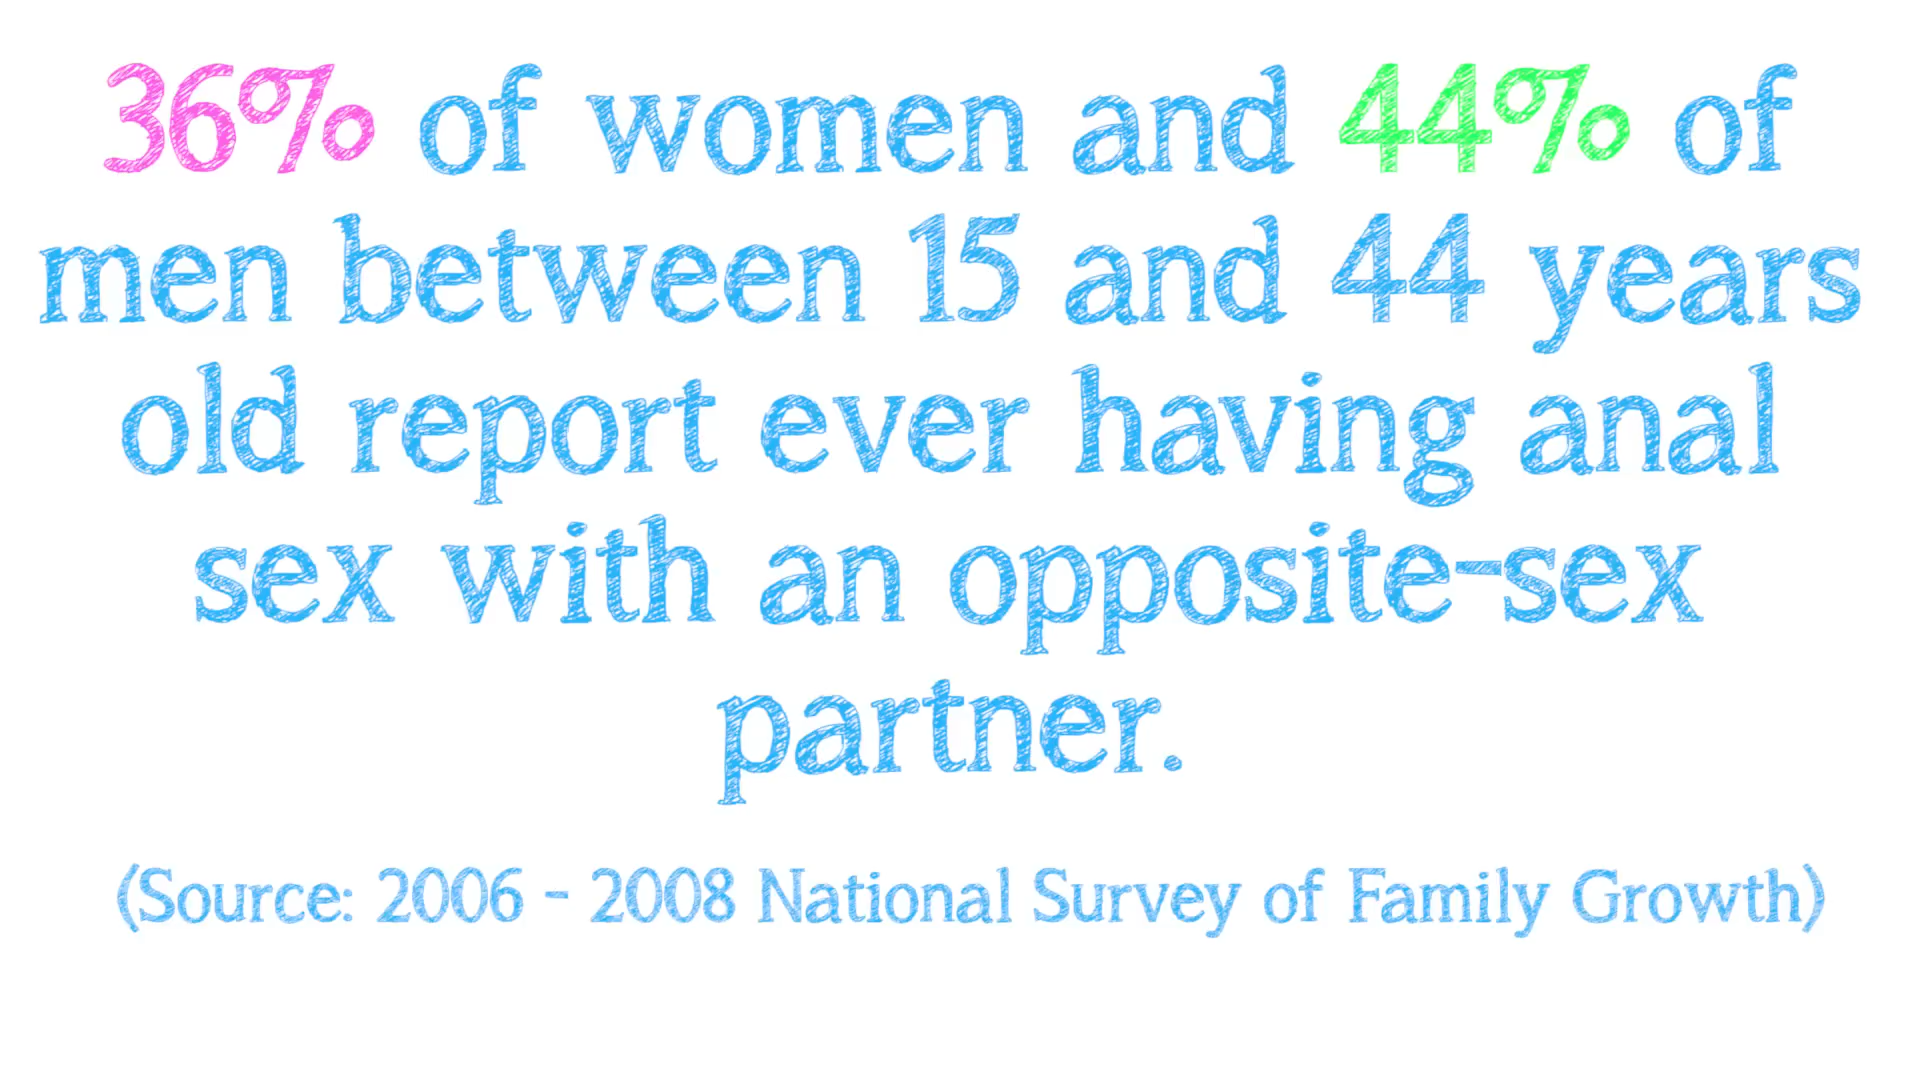 36% of women and 44% of
men between 15 and 44 years
old report ever having anal
sex with an opposite-sex
partner.
(Source: 2006 - 2008 National Survey of Family Growth)